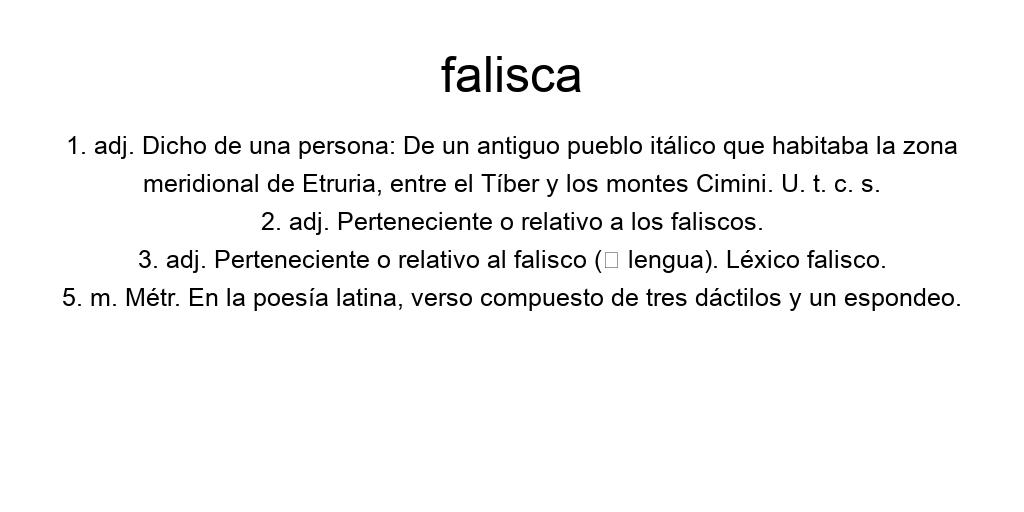 falisca
1. adj. Dicho de una persona: De un antiguo pueblo itálico que habitaba la zona
meridional de Etruria, entre el Tíber y los montes Cimini. U. t. c. s.
2. adj. Perteneciente o relativo a los faliscos.
3. adj. Perteneciente o relativo al falisco (□ lengua). Léxico falisco.
5. m. Métr. En la poesía latina, verso compuesto de tres dáctilos y un espondeo.